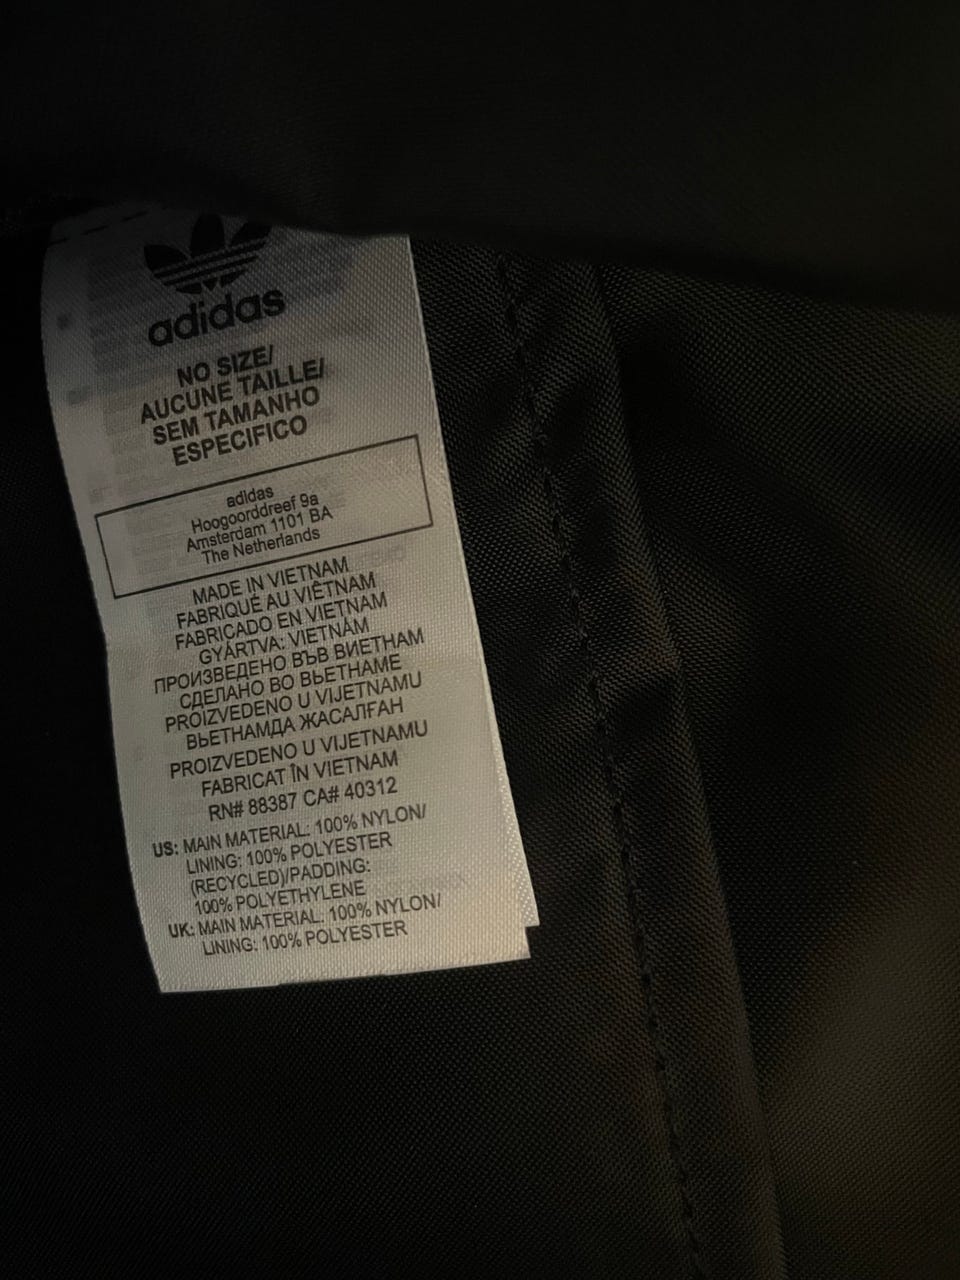 adidas
NO SIZE/
AUCUNE TAILLE/
SEM TAMANHO
ESPECIFICO
adidas
Hoogoorddreef 9a
Amsterdam 1101 BA
The Netherlands
MADE IN VIETNAM
FABRIQUÉ AU VIÊTNAM
FABRICADO EN VIETNAM
GYÁRTVA: VIETNÁM
ПРОИЗВЕДЕНО ВЪВ ВИЕТНАМ
СДЕЛАНО ВО ВЬЕТНАМЕ
PROIZVEDENO U VIJETNAMU
ВЬЕТНАМДА ЖАСАЛҒАН
PROIZVEDENO U VIJETNAMU
FABRICAT ÎN VIETNAM
RN# 88387 CA# 40312
US: MAIN MATERIAL: 100% NYLON/
LINING: 100% POLYESTER
(RECYCLED)/PADDING:
100% POLYETHYLENE
UK: MAIN MATERIAL: 100% NYLON/
LINING: 100% POLYESTER